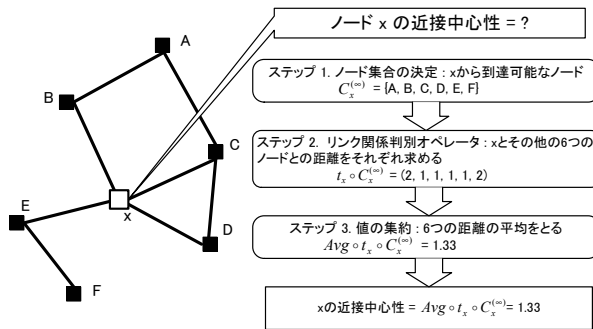 ノード x の近接中心性 = ?
A
B
C
x
D
E
F
ステップ 1. ノード集合の決定 : xから到達可能なノード
C_x^{(∞)} = {A, B, C, D, E, F}
ステップ 2. リンク関係判別オペレータ : xとその他の6つの
ノードとの距離をそれぞれ求める
t_x ∘ C_x^{(∞)} = (2, 1, 1, 1, 1, 2)
ステップ 3. 値の集約 : 6つの距離の平均をとる
Avg ∘ t_x ∘ C_x^{(∞)} = 1.33
xの近接中心性 = Avg ∘ t_x ∘ C_x^{(∞)} = 1.33